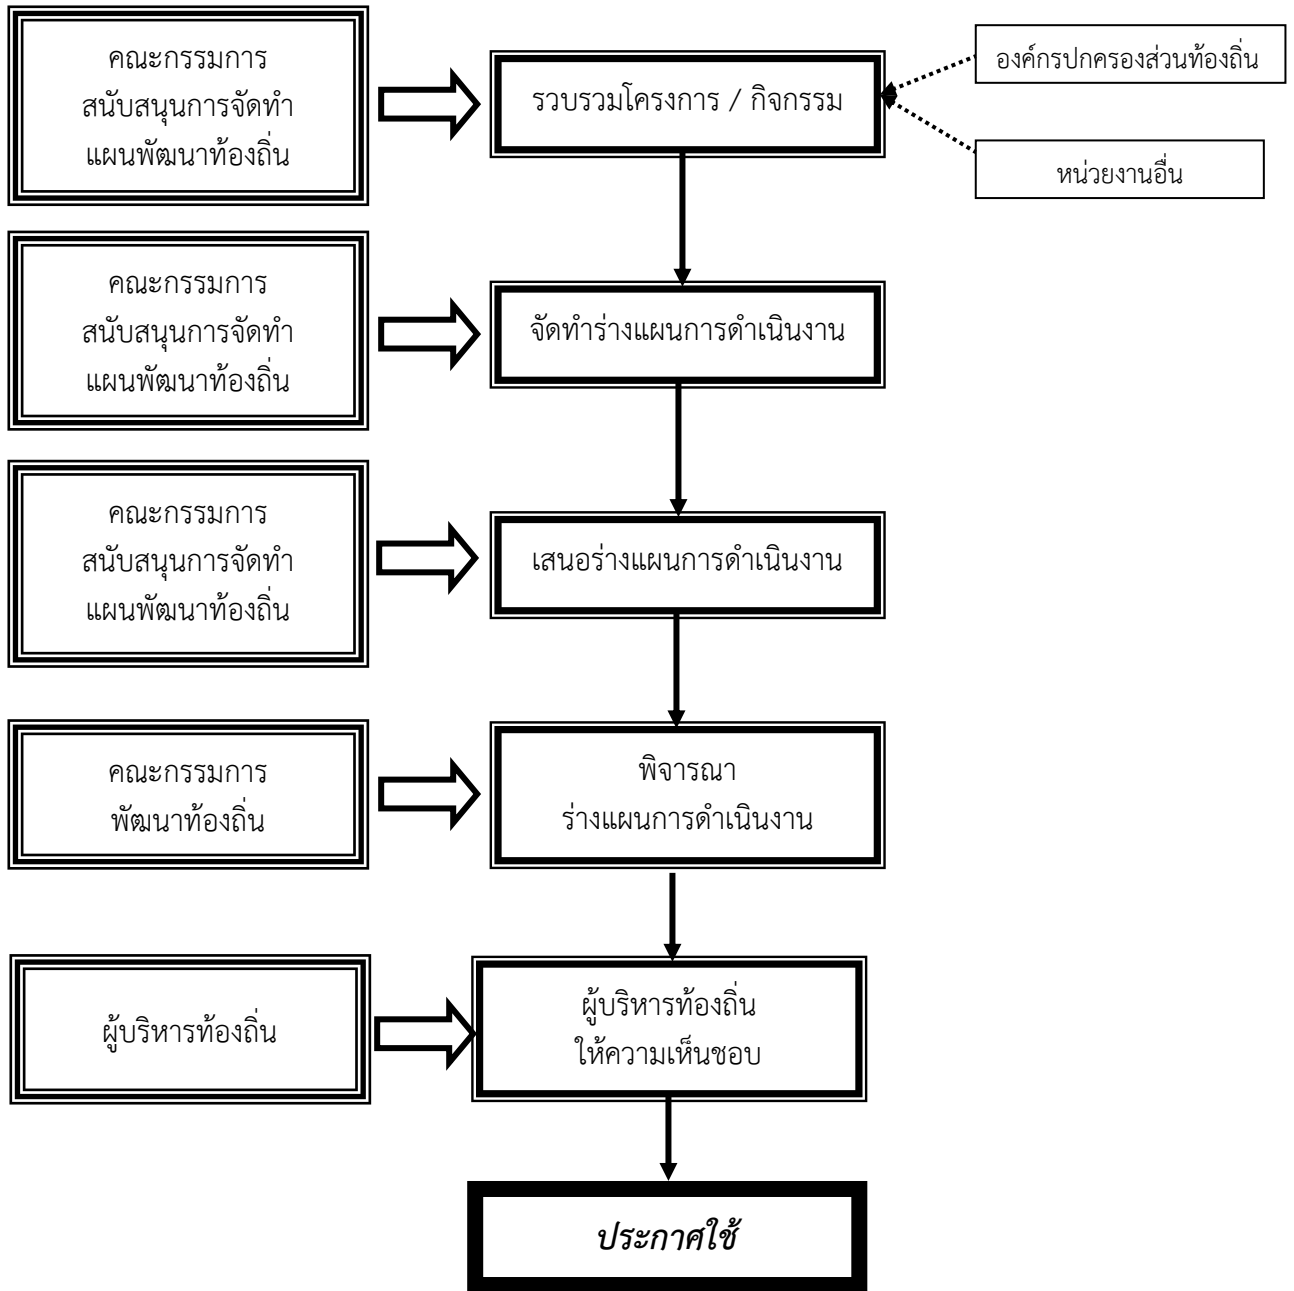 คณะกรรมการ
สนับสนุนการจัดทำ
แผนพัฒนาท้องถิ่น
รวบรวมโครงการ / กิจกรรม
องค์กรปกครองส่วนท้องถิ่น
หน่วยงานอื่น
คณะกรรมการ
สนับสนุนการจัดทำ
แผนพัฒนาท้องถิ่น
จัดทำร่างแผนการดำเนินงาน
คณะกรรมการ
สนับสนุนการจัดทำ
แผนพัฒนาท้องถิ่น
เสนอร่างแผนการดำเนินงาน
คณะกรรมการ
พัฒนาท้องถิ่น
พิจารณา
ร่างแผนการดำเนินงาน
ผู้บริหารท้องถิ่น
ผู้บริหารท้องถิ่น
ให้ความเห็นชอบ
ประกาศใช้